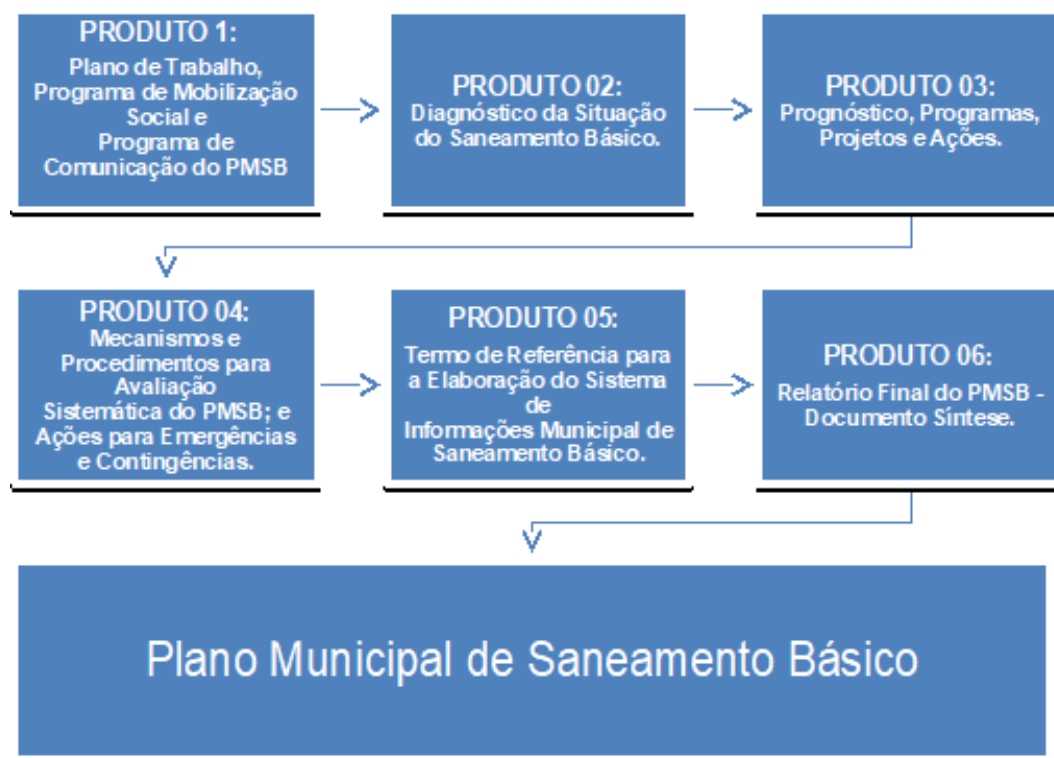 PRODUTO 1:
Plano de Trabalho,
Programa de Mobilização
Social e
Programa de
Comunicação do PMSB
PRODUTO 02:
Diagnóstico da Situação
do Saneamento Básico.
PRODUTO 03:
Prognóstico, Programas,
Projetos e Ações.
PRODUTO 04:
Mecanismos e
Procedimentos para
Avaliação
Sistemática do PMSB; e
Ações para Emergências
e Contingências.
PRODUTO 05:
Termo de Referência para
a Elaboração do Sistema
de
Informações Municipal de
Saneamento Básico.
PRODUTO 06:
Relatório Final do PMSB -
Documento Síntese.
Plano Municipal de Saneamento Básico